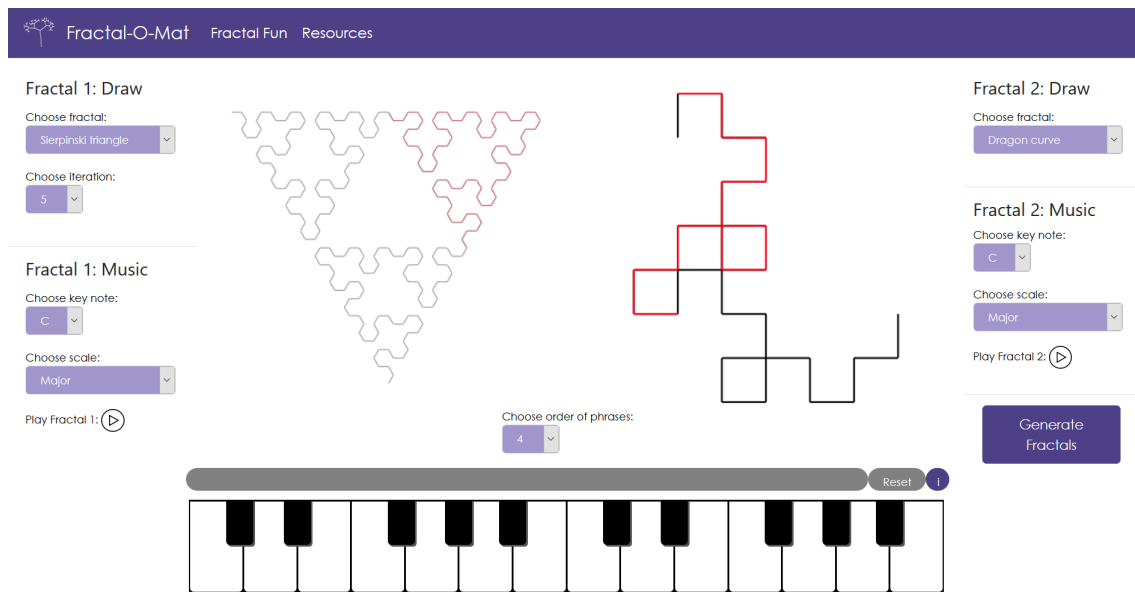 Fractal-O-Mat Fractal Fun Resources
Fractal 1: Draw
Choose fractal:
Sierpinski triangle
Choose iteration:
5
Fractal 1: Music
Choose key note:
C
Choose scale:
Major
Play Fractal 1:
Choose order of phrases:
4
Reset i
Fractal 2: Draw
Choose fractal:
Dragon curve
Fractal 2: Music
Choose key note:
C
Choose scale:
Major
Play Fractal 2:
Generate
Fractals